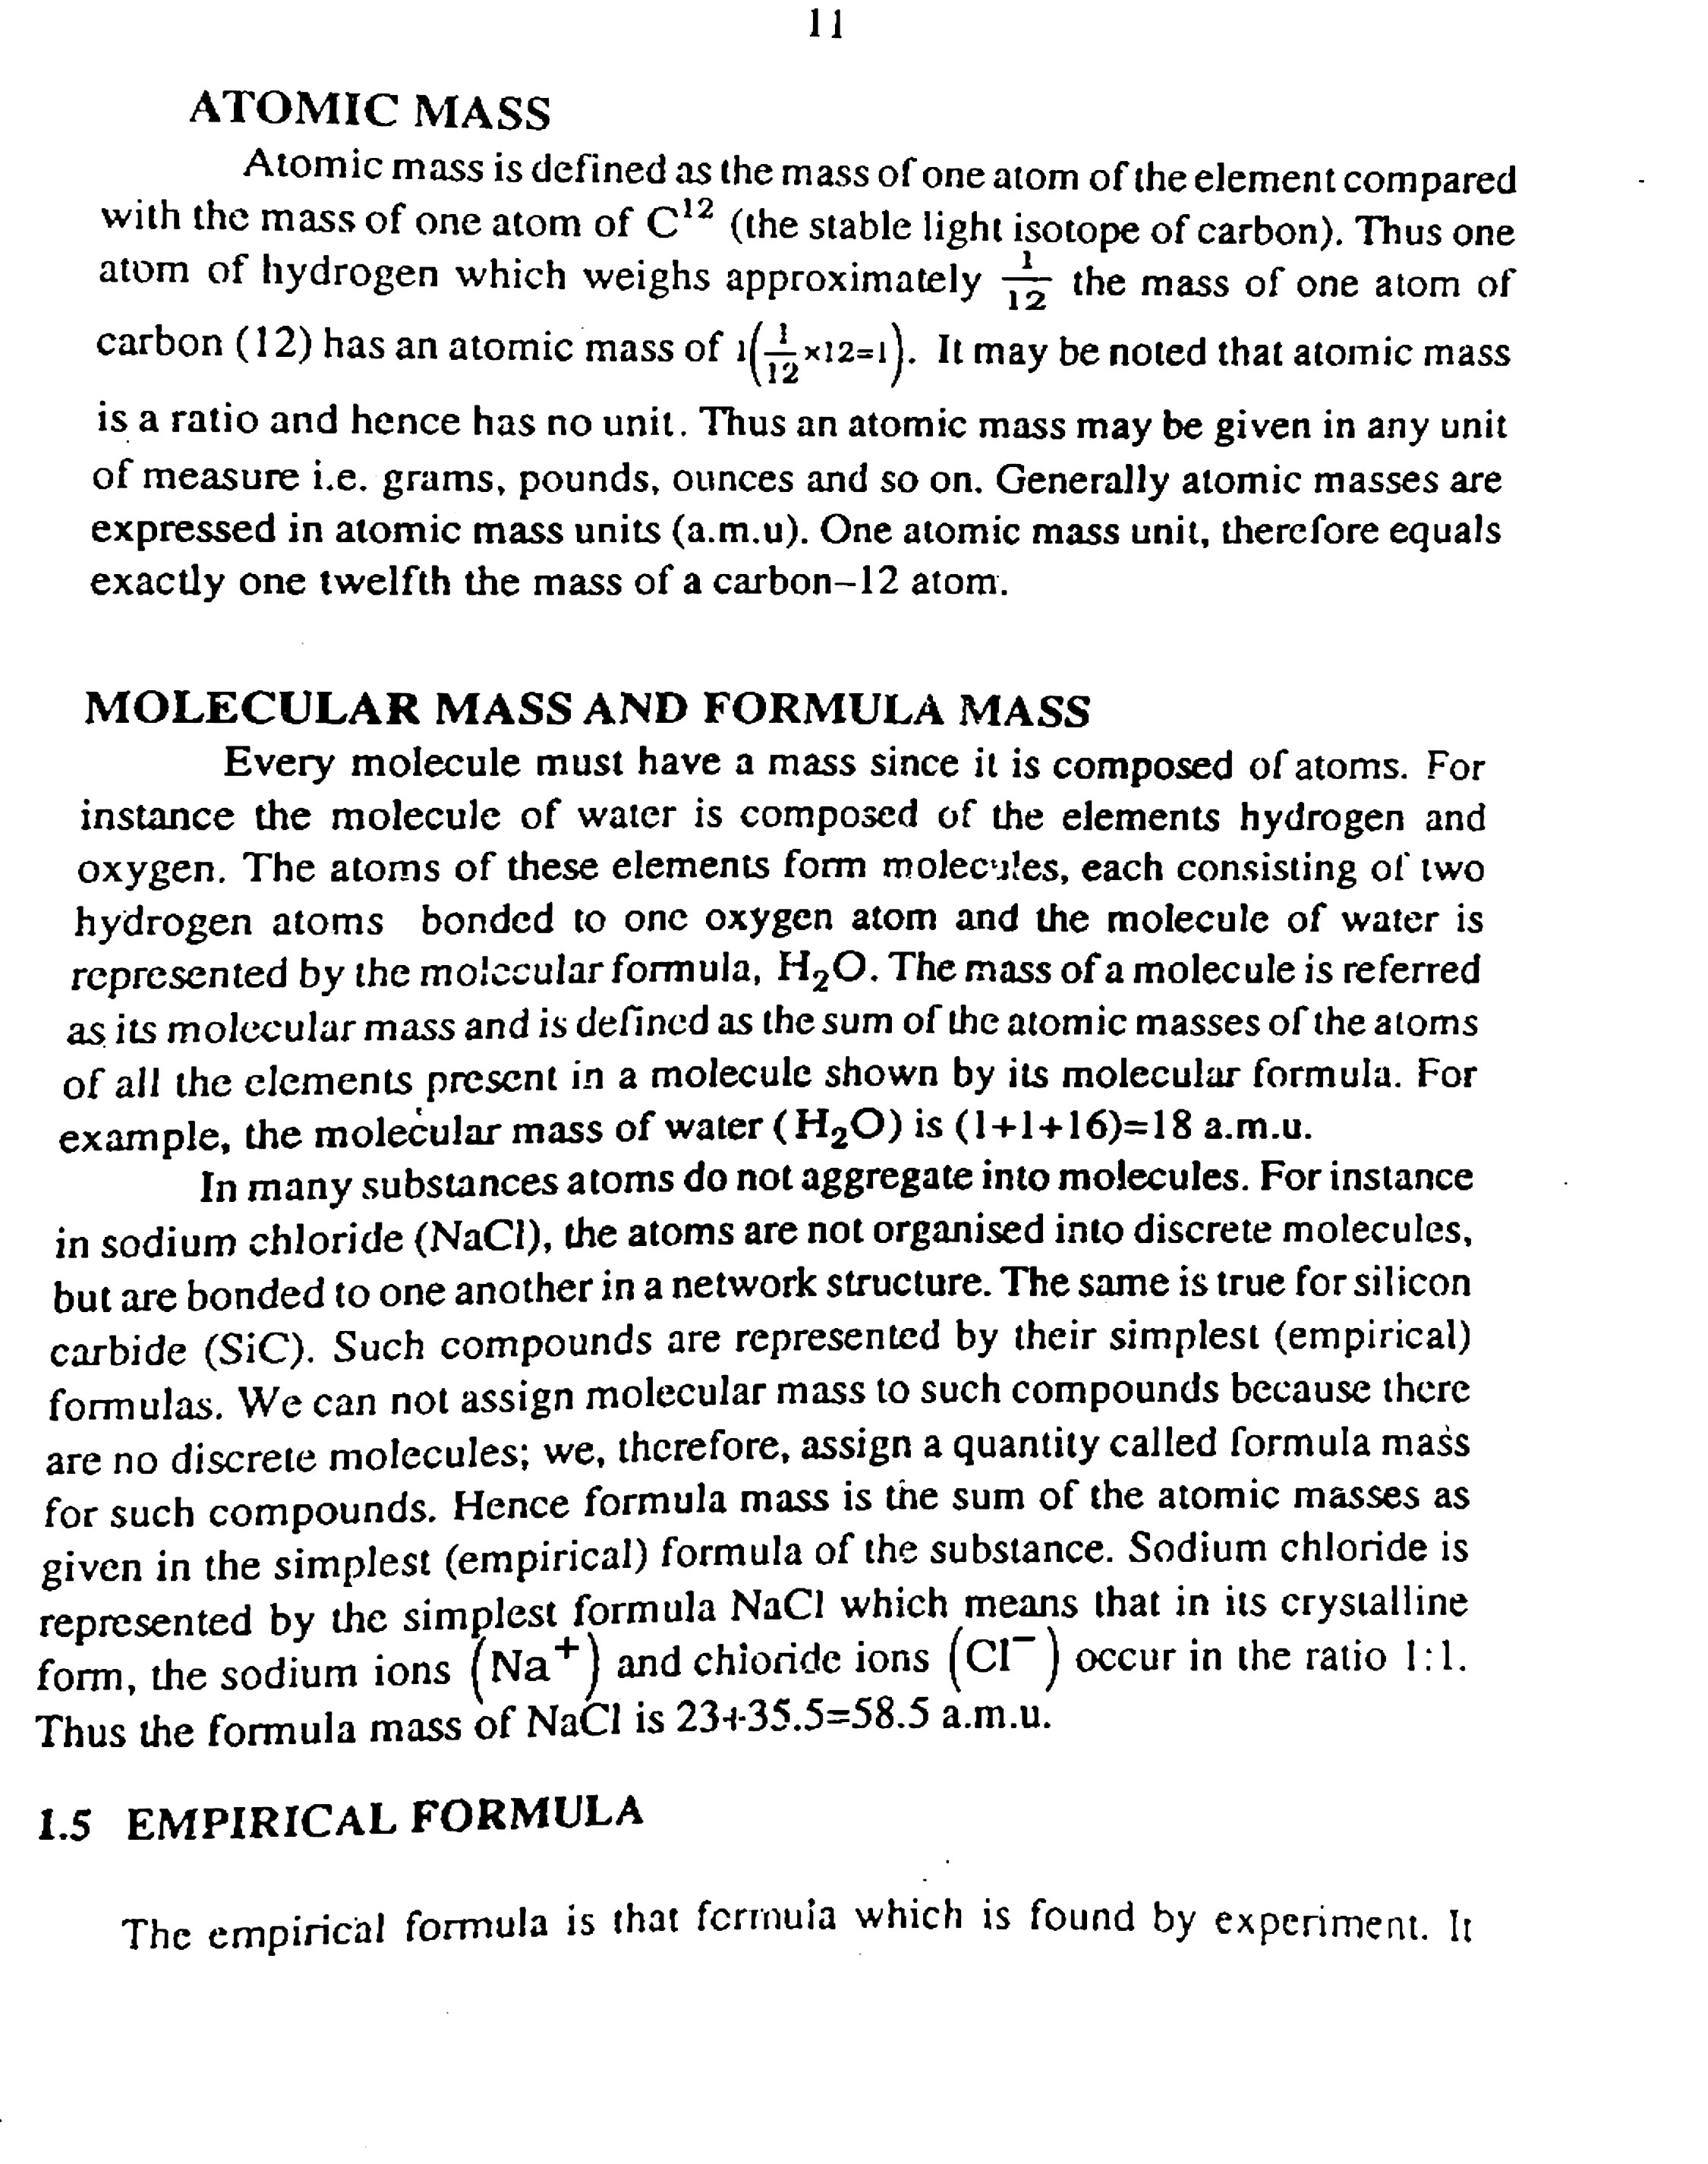 11
ATOMIC MASS
Atomic mass is defined as the mass of one atom of the element compared
with the mass of one atom of C¹² (the stable light isotope of carbon). Thus one
atom of hydrogen which weighs approximately 1/12 the mass of one atom of
carbon (12) has an atomic mass of 1(1/12×12=1). It may be noted that atomic mass
is a ratio and hence has no unit. Thus an atomic mass may be given in any unit
of measure i.e. grams, pounds, ounces and so on. Generally atomic masses are
expressed in atomic mass units (a.m.u). One atomic mass unit, therefore equals
exactly one twelfth the mass of a carbon–12 atom.
MOLECULAR MASS AND FORMULA MASS
Every molecule must have a mass since it is composed of atoms. For
instance the molecule of water is composed of the elements hydrogen and
oxygen. The atoms of these elements form molecules, each consisting of two
hydrogen atoms bonded to one oxygen atom and the molecule of water is
represented by the molecular formula, H₂O. The mass of a molecule is referred
as its molecular mass and is defined as the sum of the atomic masses of the atoms
of all the elements present in a molecule shown by its molecular formula. For
example, the molecular mass of water (H₂O) is (1+1+16)=18 a.m.u.
In many substances atoms do not aggregate into molecules. For instance
in sodium chloride (NaCl), the atoms are not organised into discrete molecules,
but are bonded to one another in a network structure. The same is true for silicon
carbide (SiC). Such compounds are represented by their simplest (empirical)
formulas. We can not assign molecular mass to such compounds because there
are no discrete molecules; we, therefore, assign a quantity called formula mass
for such compounds. Hence formula mass is the sum of the atomic masses as
given in the simplest (empirical) formula of the substance. Sodium chloride is
represented by the simplest formula NaCl which means that in its crystalline
form, the sodium ions (Na⁺) and chloride ions (Cl⁻) occur in the ratio 1:1.
Thus the formula mass of NaCl is 23+35.5=58.5 a.m.u.
1.5 EMPIRICAL FORMULA
The empirical formula is that formula which is found by experiment. It